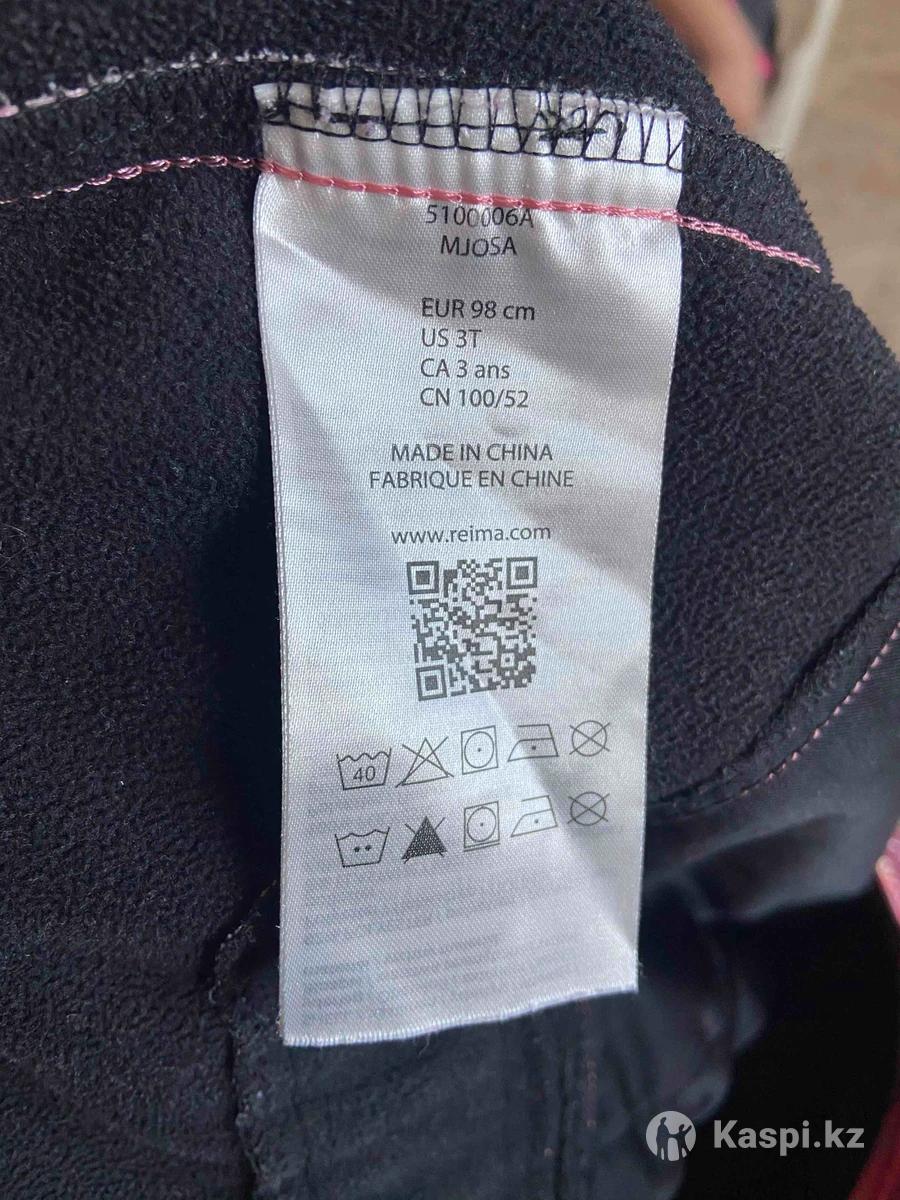 5100006A
MJOSA
EUR 98 cm
US 3T
CA 3 ans
CN 100/52
MADE IN CHINA
FABRIQUE EN CHINE
www.reima.com
40
Kaspi.kz